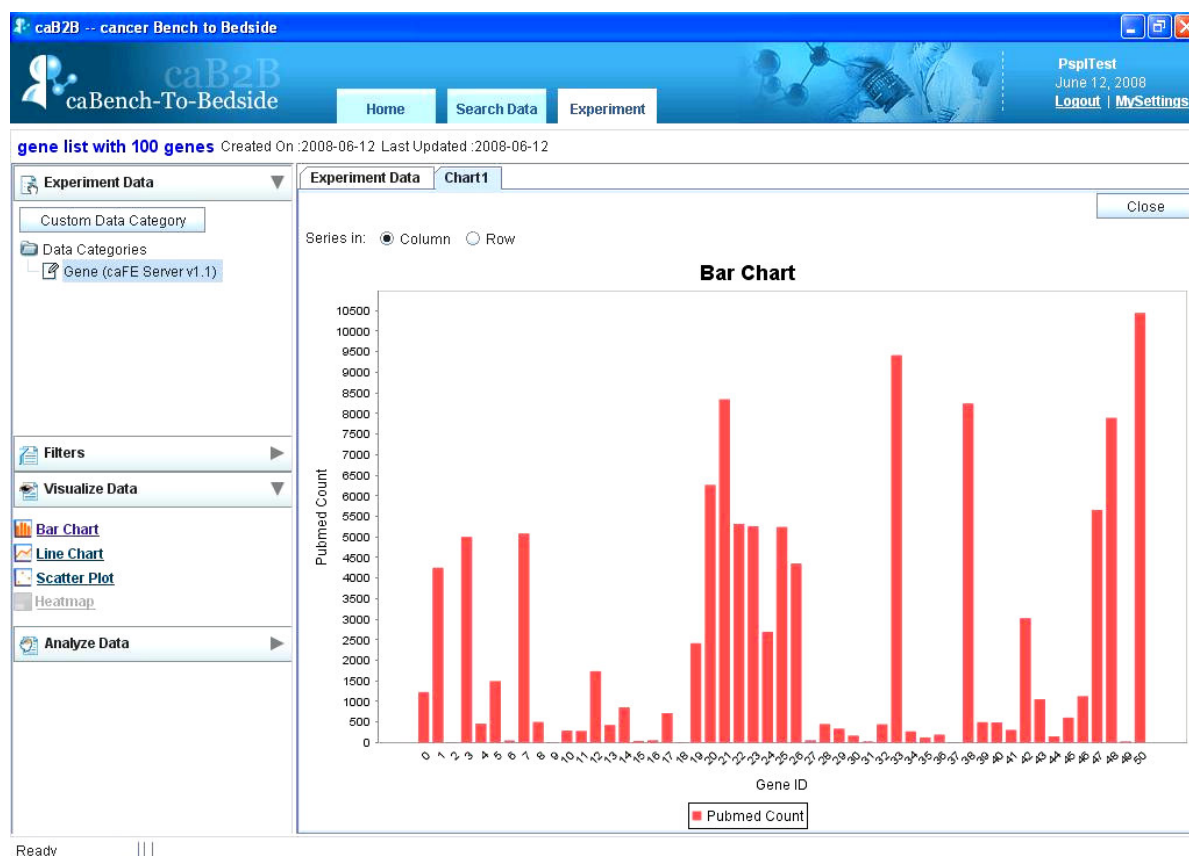 caB2B -- cancer Bench to Bedside
caB2B
caBench-To-Bedside
Home
Search Data
Experiment
PsplTest
June 12, 2008
Logout | MySettings
gene list with 100 genes Created On :2008-06-12 Last Updated :2008-06-12
Experiment Data
Custom Data Category
Data Categories
Gene (caFE Server v1.1)
Filters
Visualize Data
Bar Chart
Line Chart
Scatter Plot
Heatmap
Analyze Data
Experiment Data
Chart1
Close
Series in: Column Row
Bar Chart
Pubmed Count
10500
10000
9500
9000
8500
8000
7500
7000
6500
6000
5500
5000
4500
4000
3500
3000
2500
2000
1500
1000
500
0
0 1 2 3 4 5 6 7 8 9 10 11 12 13 14 15 16 17 18 19 20 21 22 23 24 25 26 27 28 29 30 31 32 33 34 35 36 37 38 39 40 41 42 43 44 45 46 47 48 49 50
Gene ID
Pubmed Count
Ready